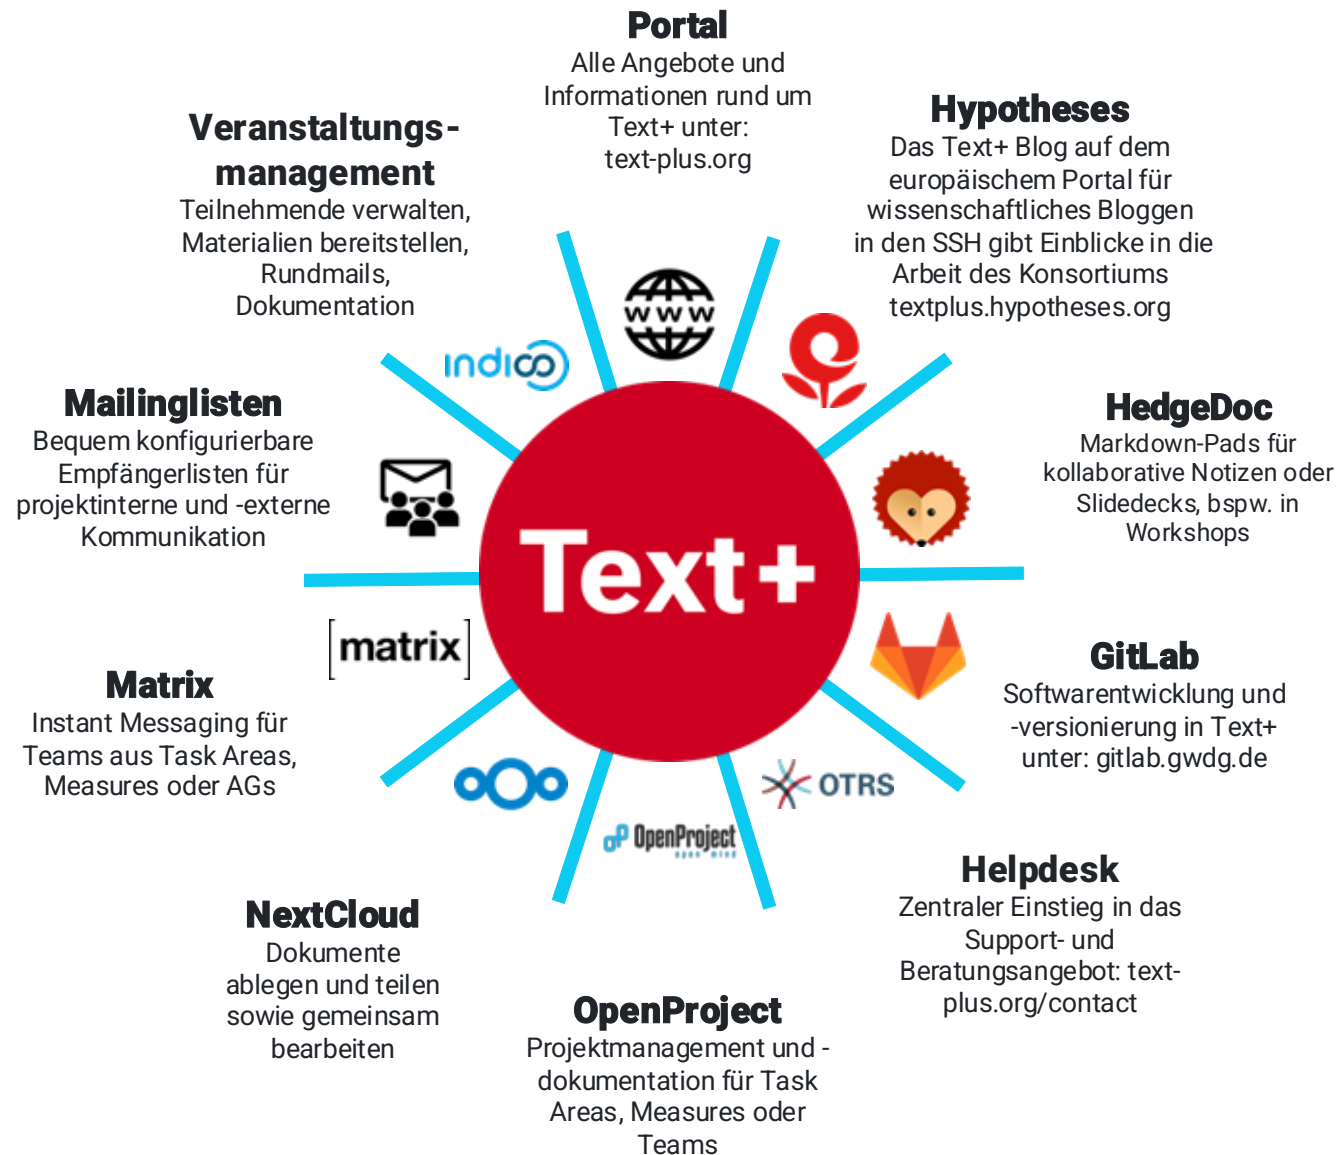 Portal
Alle Angebote und
Informationen rund um
Text+ unter:
text-plus.org
Hypotheses
Das Text+ Blog auf dem
europäischem Portal für
wissenschaftliches Bloggen
in den SSH gibt Einblicke in die
Arbeit des Konsortiums
textplus.hypotheses.org
HedgeDoc
Markdown-Pads für
kollaborative Notizen oder
Slidedecks, bspw. in
Workshops
GitLab
Softwarentwicklung und
-versionierung in Text+
unter: gitlab.gwdg.de
Helpdesk
Zentraler Einstieg in das
Support- und
Beratungsangebot: text-
plus.org/contact
OpenProject
Projektmanagement und -
dokumentation für Task
Areas, Measures oder
Teams
NextCloud
Dokumente
ablegen und teilen
sowie gemeinsam
bearbeiten
Matrix
Instant Messaging für
Teams aus Task Areas,
Measures oder AGs
Mailinglisten
Bequem konfigurierbare
Empfängerlisten für
projektinterne und -externe
Kommunikation
Veranstaltungs-
management
Teilnehmende verwalten,
Materialien bereitstellen,
Rundmails,
Dokumentation
www
indico
[matrix]
OpenProject
open mind
OTRS
Text+